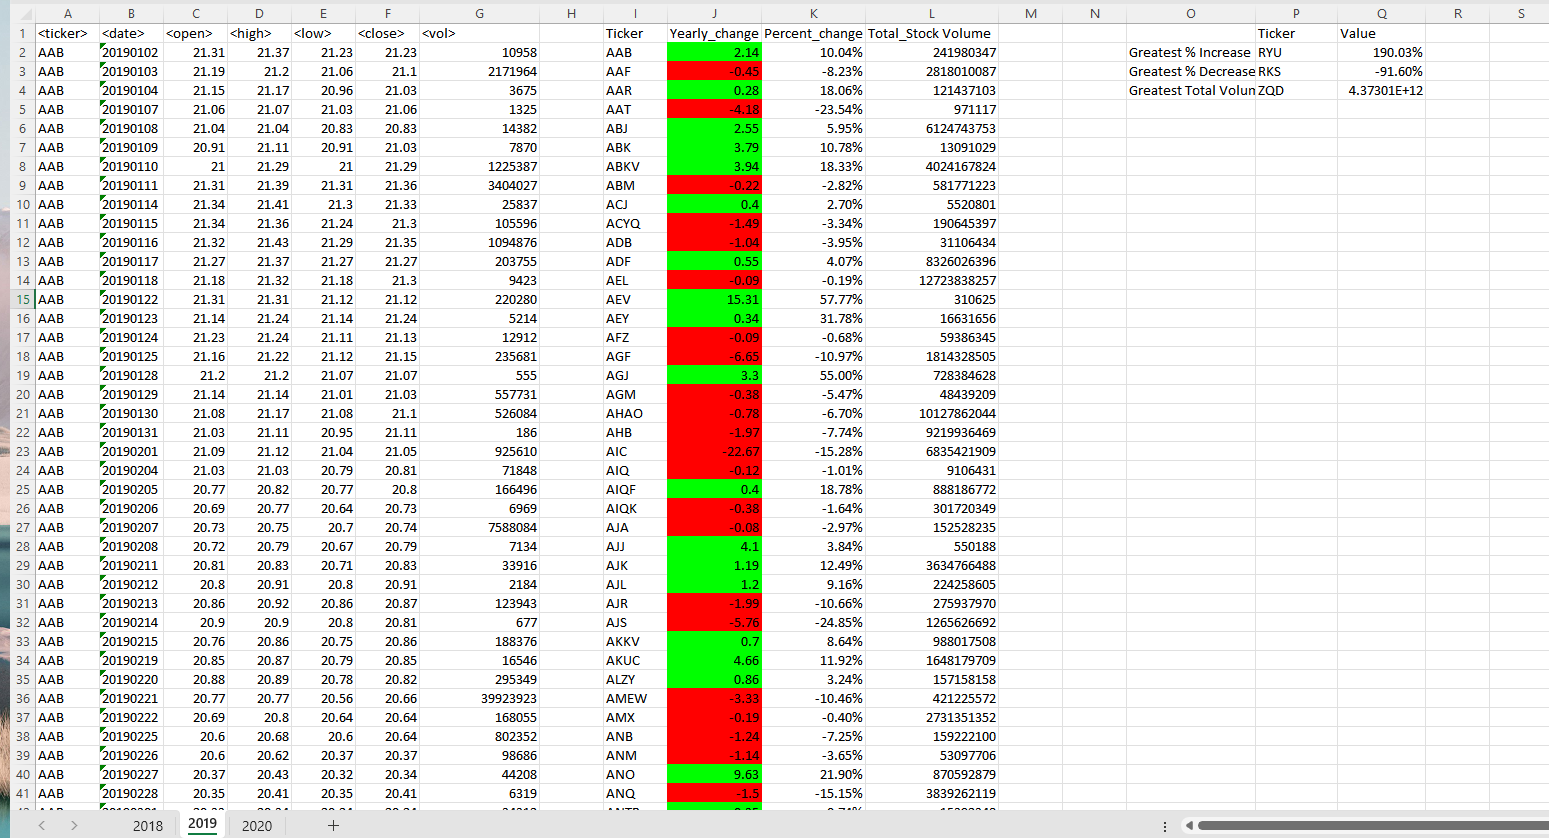 A B C D E F G H I J K L M N O P Q R S
1 <ticker> <date> <open> <high> <low> <close> <vol> Ticker Yearly_change Percent_change Total_Stock Volume Ticker Value
2 AAB 20190102 21.31 21.37 21.23 21.23 10958 AAB 2.14 10.04% 241980347 Greatest % Increase RYU 190.03%
3 AAB 20190103 21.19 21.2 21.06 21.1 2171964 AAF -0.45 -8.23% 2818010087 Greatest % Decrease RKS -91.60%
4 AAB 20190104 21.15 21.17 20.96 21.03 3675 AAR 0.28 18.06% 121437103 Greatest Total Volun ZQD 4.37301E+12
5 AAB 20190107 21.06 21.07 21.03 21.06 1325 AAT -4.18 -23.54% 971117
6 AAB 20190108 21.04 21.04 20.83 20.83 14382 ABJ 2.55 5.95% 6124743753
7 AAB 20190109 20.91 21.11 20.91 21.03 7870 ABK 3.79 10.78% 13091029
8 AAB 20190110 21 21.29 21 21.29 1225387 ABKV 3.94 18.33% 4024167824
9 AAB 20190111 21.31 21.39 21.31 21.36 3404027 ABM -0.22 -2.82% 581771223
10 AAB 20190114 21.34 21.41 21.3 21.33 25837 ACJ 0.4 2.70% 5520801
11 AAB 20190115 21.34 21.36 21.24 21.3 105596 ACYQ -1.49 -3.34% 190645397
12 AAB 20190116 21.32 21.43 21.29 21.35 1094876 ADB -1.04 -3.95% 31106434
13 AAB 20190117 21.27 21.37 21.27 21.27 203755 ADF 0.55 4.07% 8326026396
14 AAB 20190118 21.18 21.32 21.18 21.3 9423 AEL -0.09 -0.19% 12723838257
15 AAB 20190122 21.31 21.31 21.12 21.12 220280 AEV 15.31 57.77% 310625
16 AAB 20190123 21.14 21.24 21.14 21.24 5214 AEY 0.34 31.78% 16631656
17 AAB 20190124 21.23 21.24 21.11 21.13 12912 AFZ -0.09 -0.68% 59386345
18 AAB 20190125 21.16 21.22 21.12 21.15 235681 AGF -6.65 -10.97% 1814328505
19 AAB 20190128 21.2 21.2 21.07 21.07 555 AGJ 3.3 55.00% 728384628
20 AAB 20190129 21.14 21.14 21.01 21.03 557731 AGM -0.38 -5.47% 48439209
21 AAB 20190130 21.08 21.17 21.08 21.1 526084 AHAO -0.78 -6.70% 10127862044
22 AAB 20190131 21.03 21.11 20.95 21.11 186 AHB -1.97 -7.74% 9219936469
23 AAB 20190201 21.09 21.12 21.04 21.05 925610 AIC -22.67 -15.28% 6835421909
24 AAB 20190204 21.03 21.03 20.79 20.81 71848 AIQ -0.12 -1.01% 9106431
25 AAB 20190205 20.77 20.82 20.77 20.8 166496 AIQF 0.4 18.78% 888186772
26 AAB 20190206 20.69 20.77 20.64 20.73 6969 AIQK -0.38 -1.64% 301720349
27 AAB 20190207 20.73 20.75 20.7 20.74 7588084 AJA -0.08 -2.97% 152528235
28 AAB 20190208 20.72 20.79 20.67 20.79 7134 AJJ 4.1 3.84% 550188
29 AAB 20190211 20.81 20.83 20.71 20.83 33916 AJK 1.19 12.49% 3634766488
30 AAB 20190212 20.8 20.91 20.8 20.91 2184 AJL 1.2 9.16% 224258605
31 AAB 20190213 20.86 20.92 20.86 20.87 123943 AJR -1.99 -10.66% 275937970
32 AAB 20190214 20.9 20.9 20.8 20.81 677 AJS -5.76 -24.85% 1265626692
33 AAB 20190215 20.76 20.86 20.75 20.86 188376 AKKV 0.7 8.64% 988017508
34 AAB 20190219 20.85 20.87 20.79 20.85 16546 AKUC 4.66 11.92% 1648179709
35 AAB 20190220 20.88 20.89 20.78 20.82 295349 ALZY 0.86 3.24% 157158158
36 AAB 20190221 20.77 20.77 20.56 20.66 39923923 AMEW -3.33 -10.46% 421225572
37 AAB 20190222 20.69 20.8 20.64 20.64 168055 AMX -0.19 -0.40% 2731351352
38 AAB 20190225 20.6 20.68 20.6 20.64 802352 ANB -1.24 -7.25% 159222100
39 AAB 20190226 20.6 20.62 20.37 20.37 98686 ANM -1.14 -3.65% 53097706
40 AAB 20190227 20.37 20.43 20.32 20.34 44208 ANO 9.63 21.90% 870592879
41 AAB 20190228 20.35 20.41 20.35 20.41 6319 ANQ -1.5 -15.15% 3839262119
2018 2019 2020 +